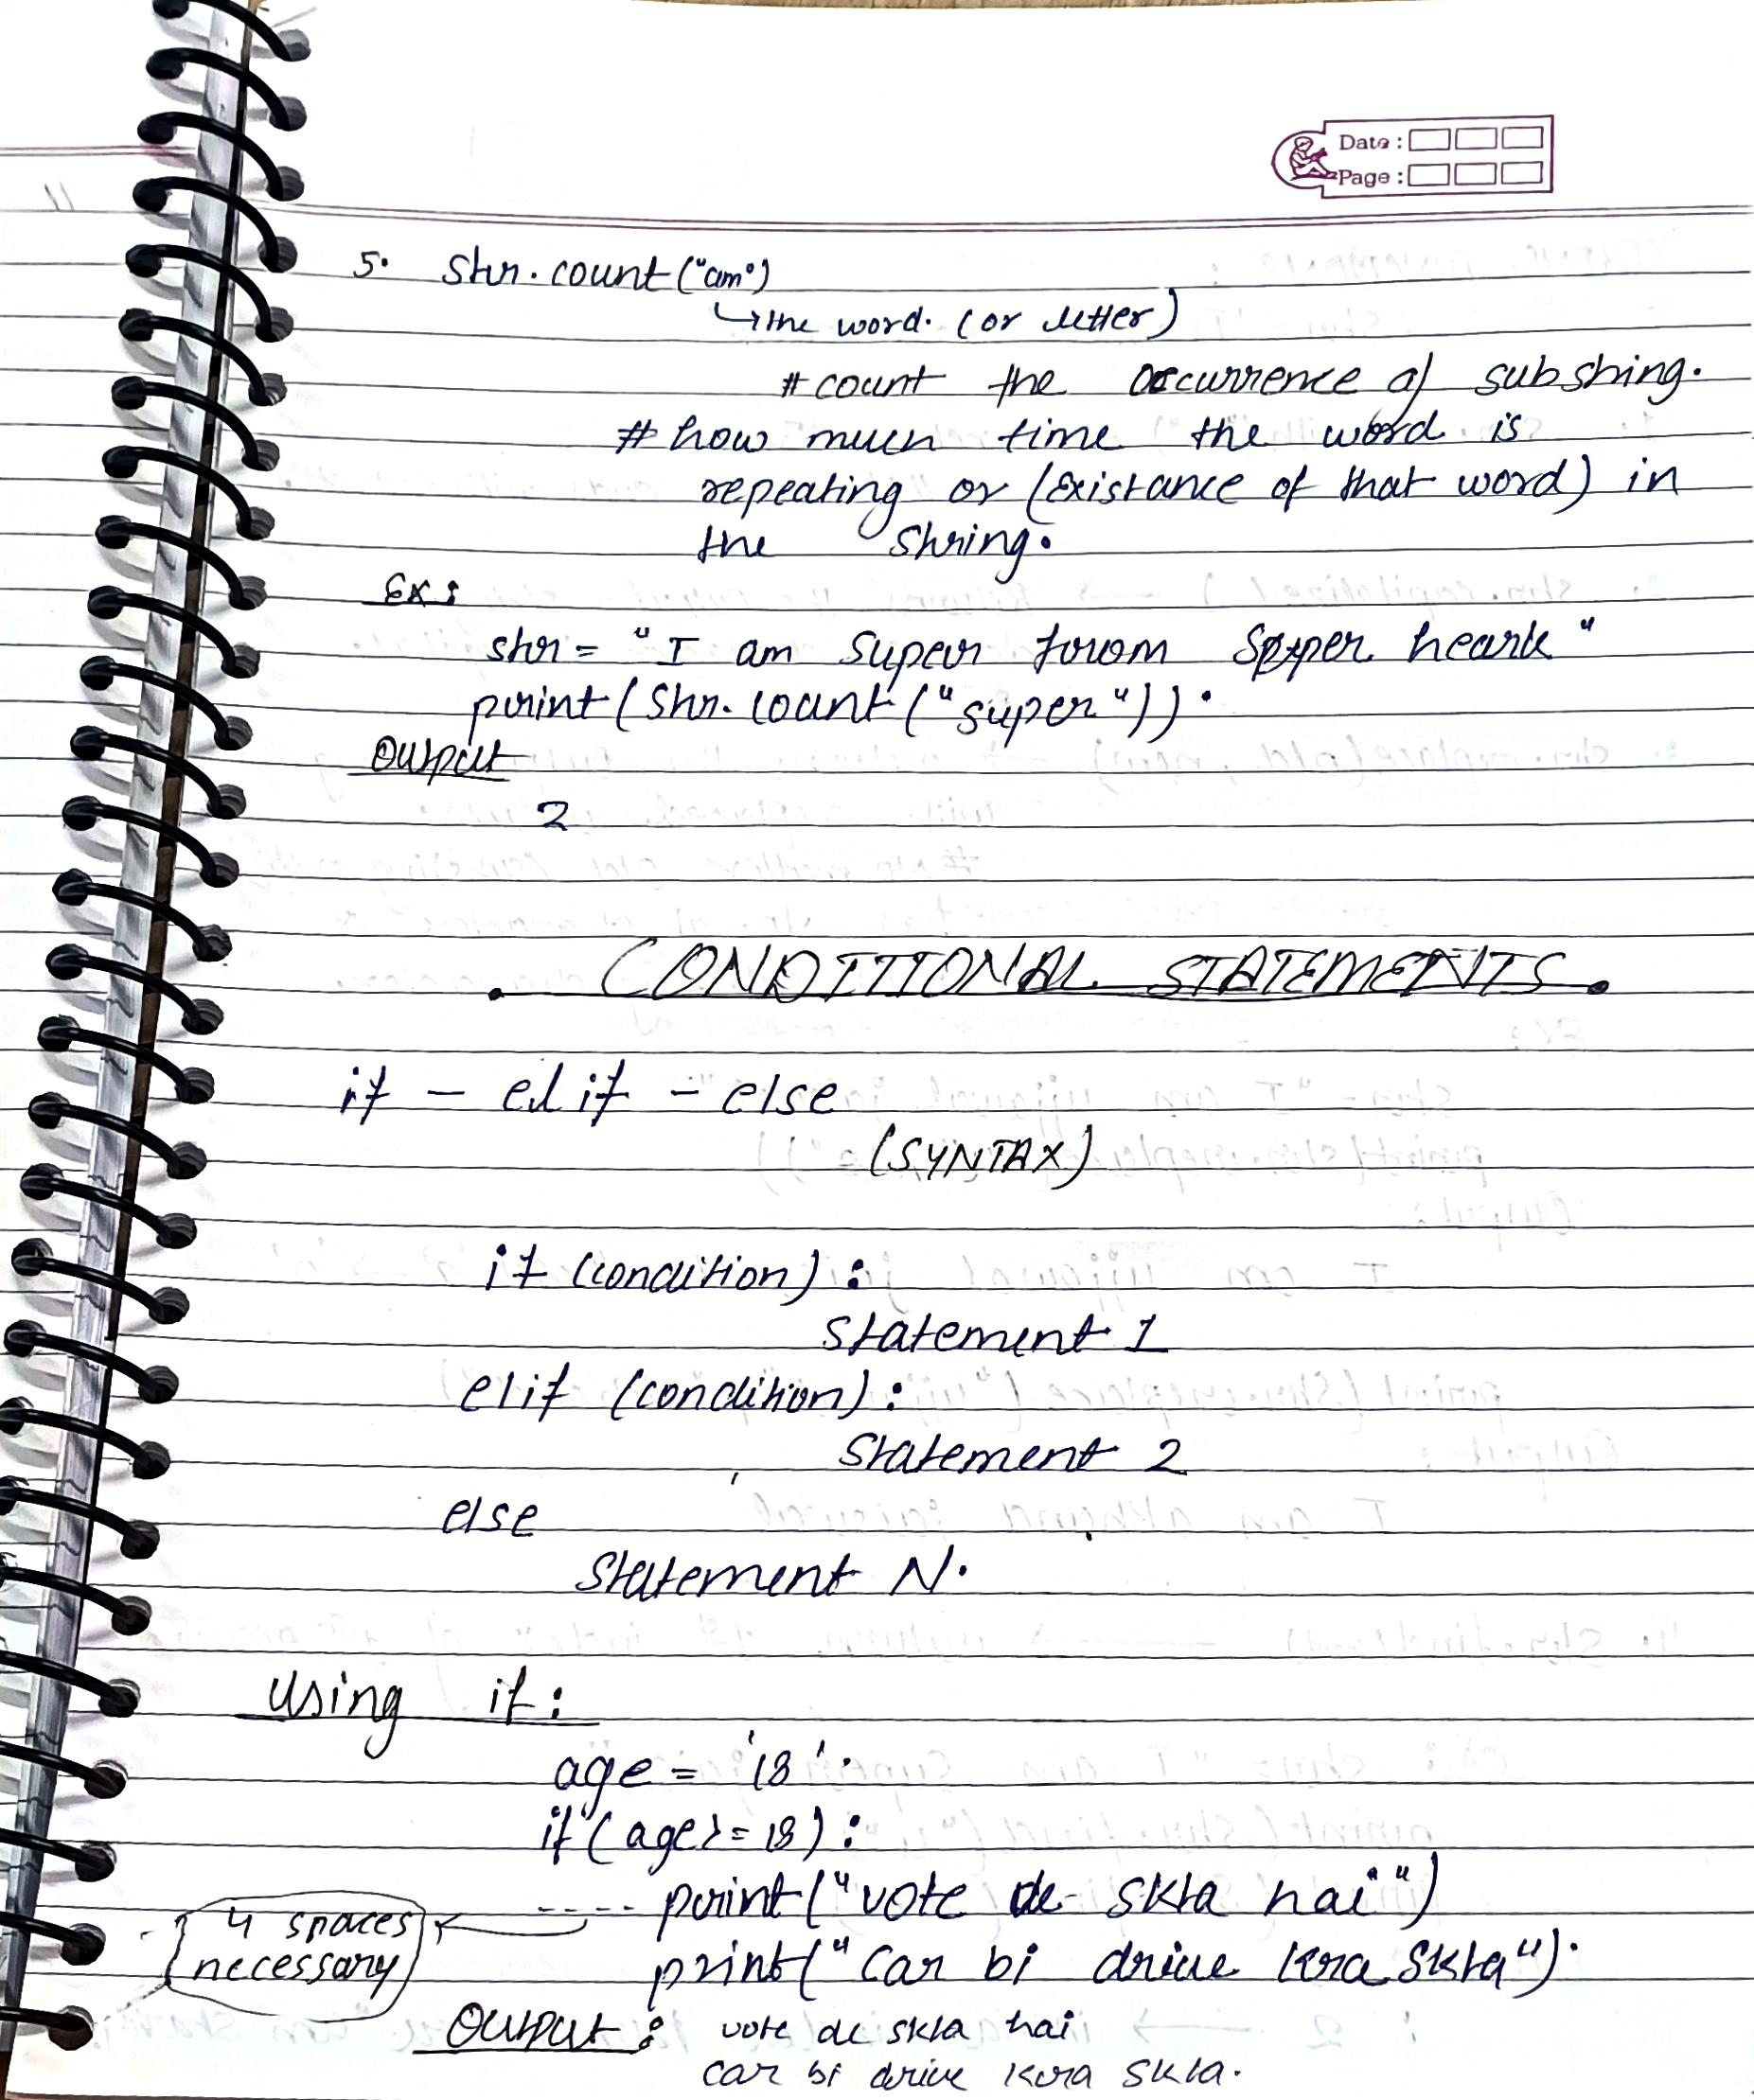 Date :
Page :
5. str.count("am")
↳ the word. (or letter)
# count the occurrence of substring.
# how much time the word is
repeating or (existance of that word) in
the string.
Ex :
str = "I am super from super heark"
print(str.count("super")).
Output
2
. CONDITIONAL STATEMENTS.
if - elif - else
(SYNTAX)
if (condition) :
Statement 1
elif (condition) :
Statement 2
else
Statement N.
Using if :
age = '18'.
if (age >= 18) :
---- print("vote de skta hai")
4 spaces
necessary
print("Car bi drive kra Skta").
Output : vote de skta hai
car bi drive kra skta.